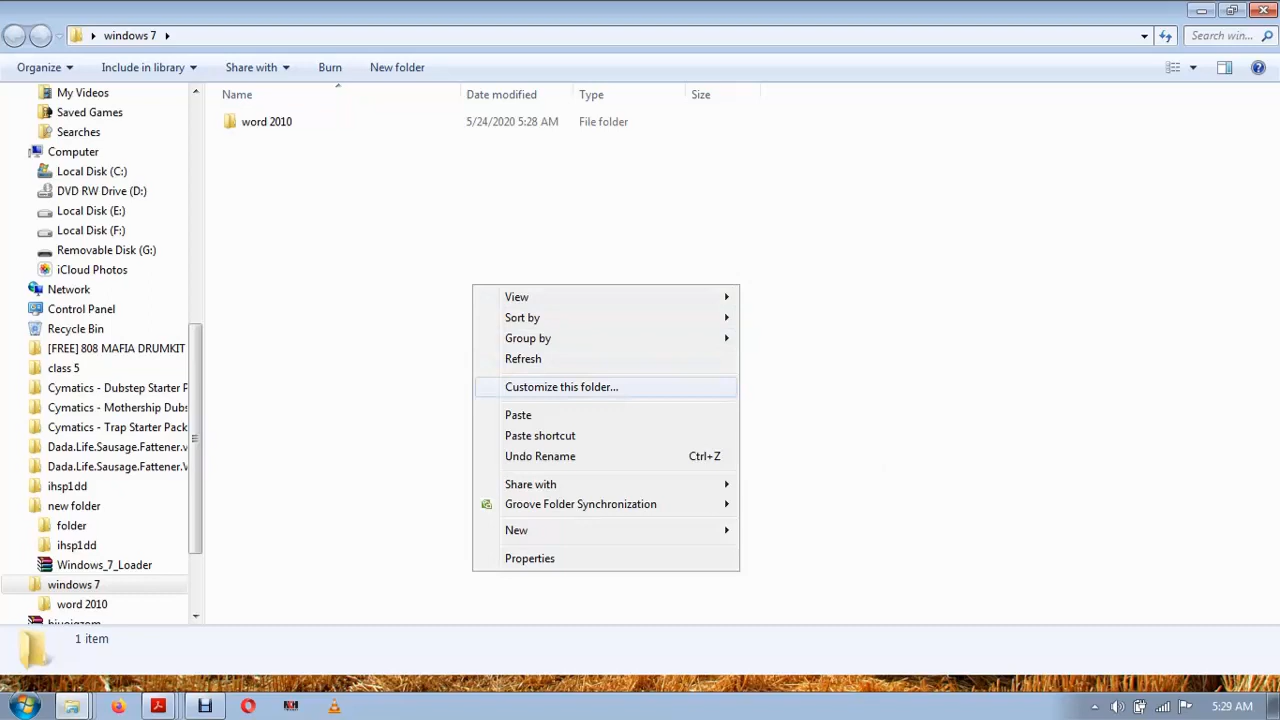 windows 7
Search win...
Organize Include in library Share with Burn New folder
Name Date modified Type Size
word 2010 5/24/2020 5:28 AM File folder
My Videos
Saved Games
Searches
Computer
Local Disk (C:)
DVD RW Drive (D:)
Local Disk (E:)
Local Disk (F:)
Removable Disk (G:)
iCloud Photos
Network
Control Panel
Recycle Bin
[FREE] 808 MAFIA DRUMKIT
class 5
Cymatics - Dubstep Starter P
Cymatics - Mothership Dubs
Cymatics - Trap Starter Pack
Dada.Life.Sausage.Fattener.v
Dada.Life.Sausage.Fattener.V
ihsp1dd
new folder
folder
ihsp1dd
Windows_7_Loader
windows 7
word 2010
View
Sort by
Group by
Refresh
Customize this folder...
Paste
Paste shortcut
Undo Rename Ctrl+Z
Share with
Groove Folder Synchronization
New
Properties
1 item
5:29 AM